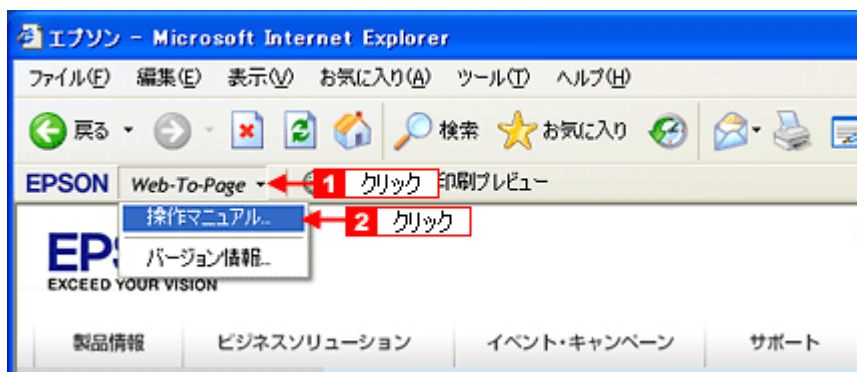 エプソン - Microsoft Internet Explorer
ファイル(F) 編集(E) 表示(V) お気に入り(A) ツール(T) ヘルプ(H)
戻る 検索 お気に入り
EPSON Web-To-Page 1 クリック 印刷プレビュー
操作マニュアル... 2 クリック
バージョン情報...
EP
EXCEED YOUR VISION
製品情報 ビジネスソリューション イベント・キャンペーン サポート